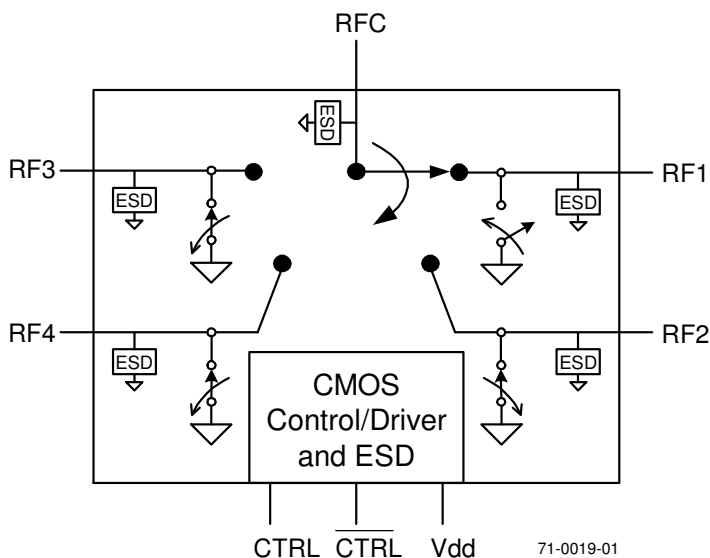 RFC
ESD
RF3
RF1
ESD
ESD
RF4
RF2
ESD
ESD
CMOS
Control/Driver
and ESD
CTRL
CTRL
Vdd
71-0019-01